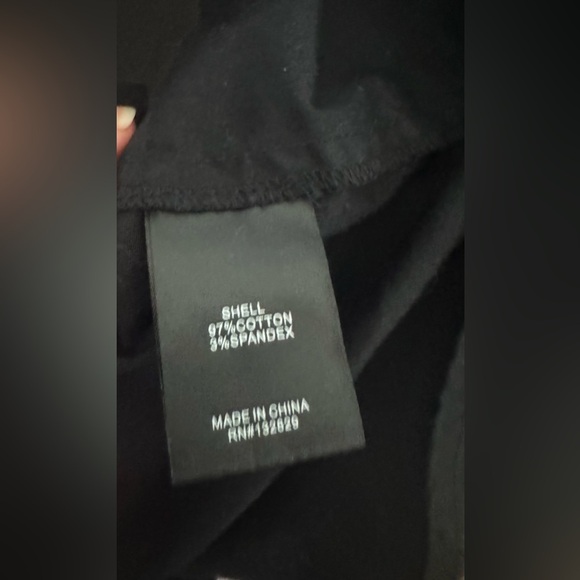 SHELL
97%COTTON
3%SPANDEX
MADE IN CHINA
RN#132829